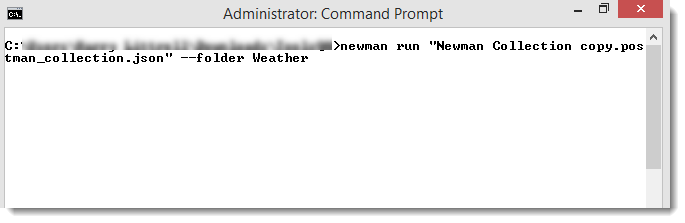 Administrator: Command Prompt
C:\>newman run "Newman Collection copy.pos
tman_collection.json" --folder Weather